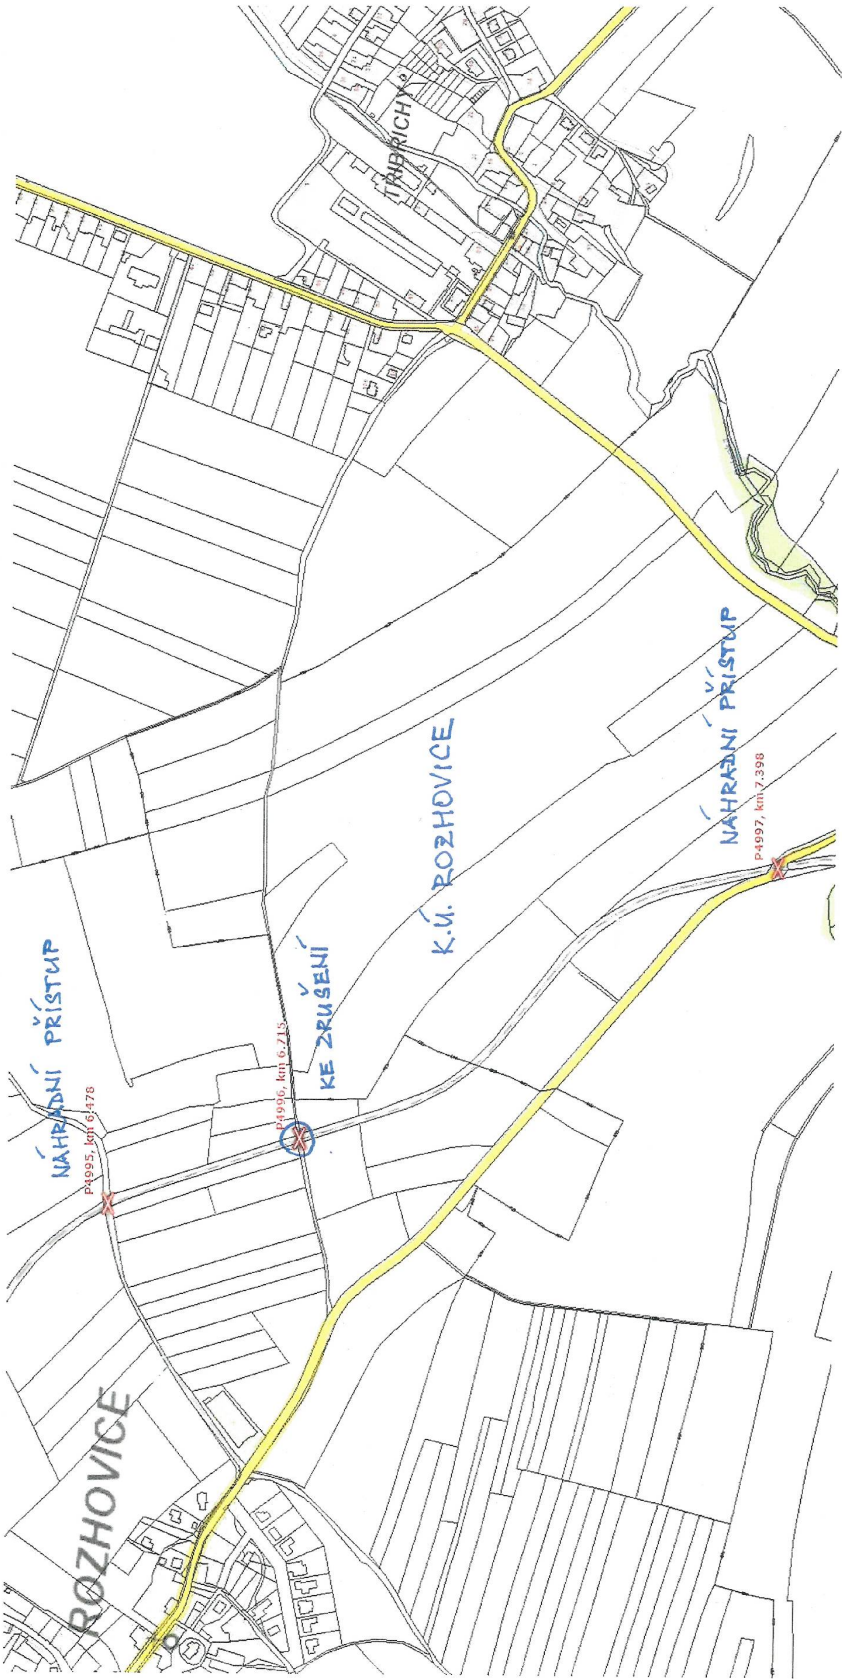 TŘIBŘICHY
NÁHRADNÍ PŘÍSTUP
P4995, km 6.478
P4996, km 6.715
KE ZRUŠENÍ
K.Ú. ROZHOVICE
NÁHRADNÍ PŘÍSTUP
P4997, km 7.398
ROZHOVICE